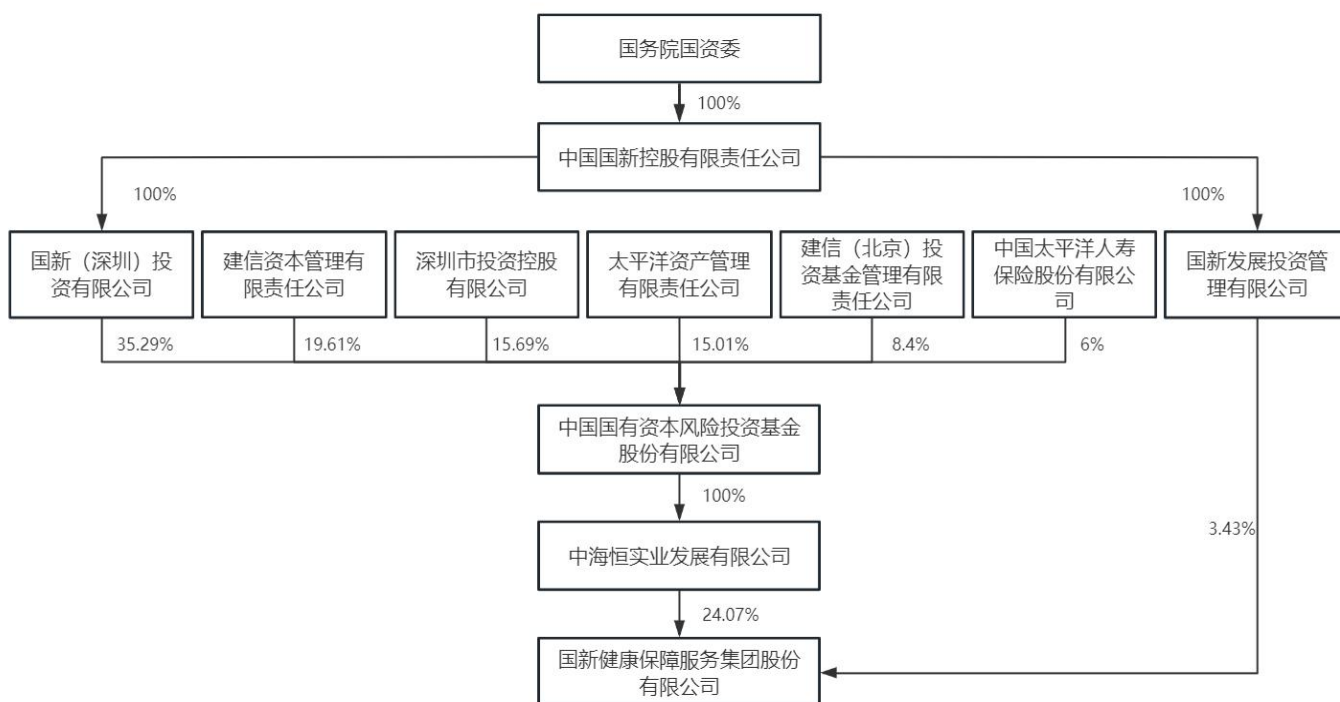 国务院国资委
100%
中国国新控股有限责任公司
100%
100%
国新（深圳）投
资有限公司
建信资本管理有
限责任公司
深圳市投资控股
有限公司
太平洋资产管理
有限责任公司
建信（北京）投
资基金管理有限
责任公司
中国太平洋人寿
保险股份有限公
司
国新发展投资管
理有限公司
35.29%
19.61%
15.69%
15.01%
8.4%
6%
中国国有资本风险投资基金
股份有限公司
100%
3.43%
中海恒实业发展有限公司
24.07%
国新健康保障服务集团股份
有限公司